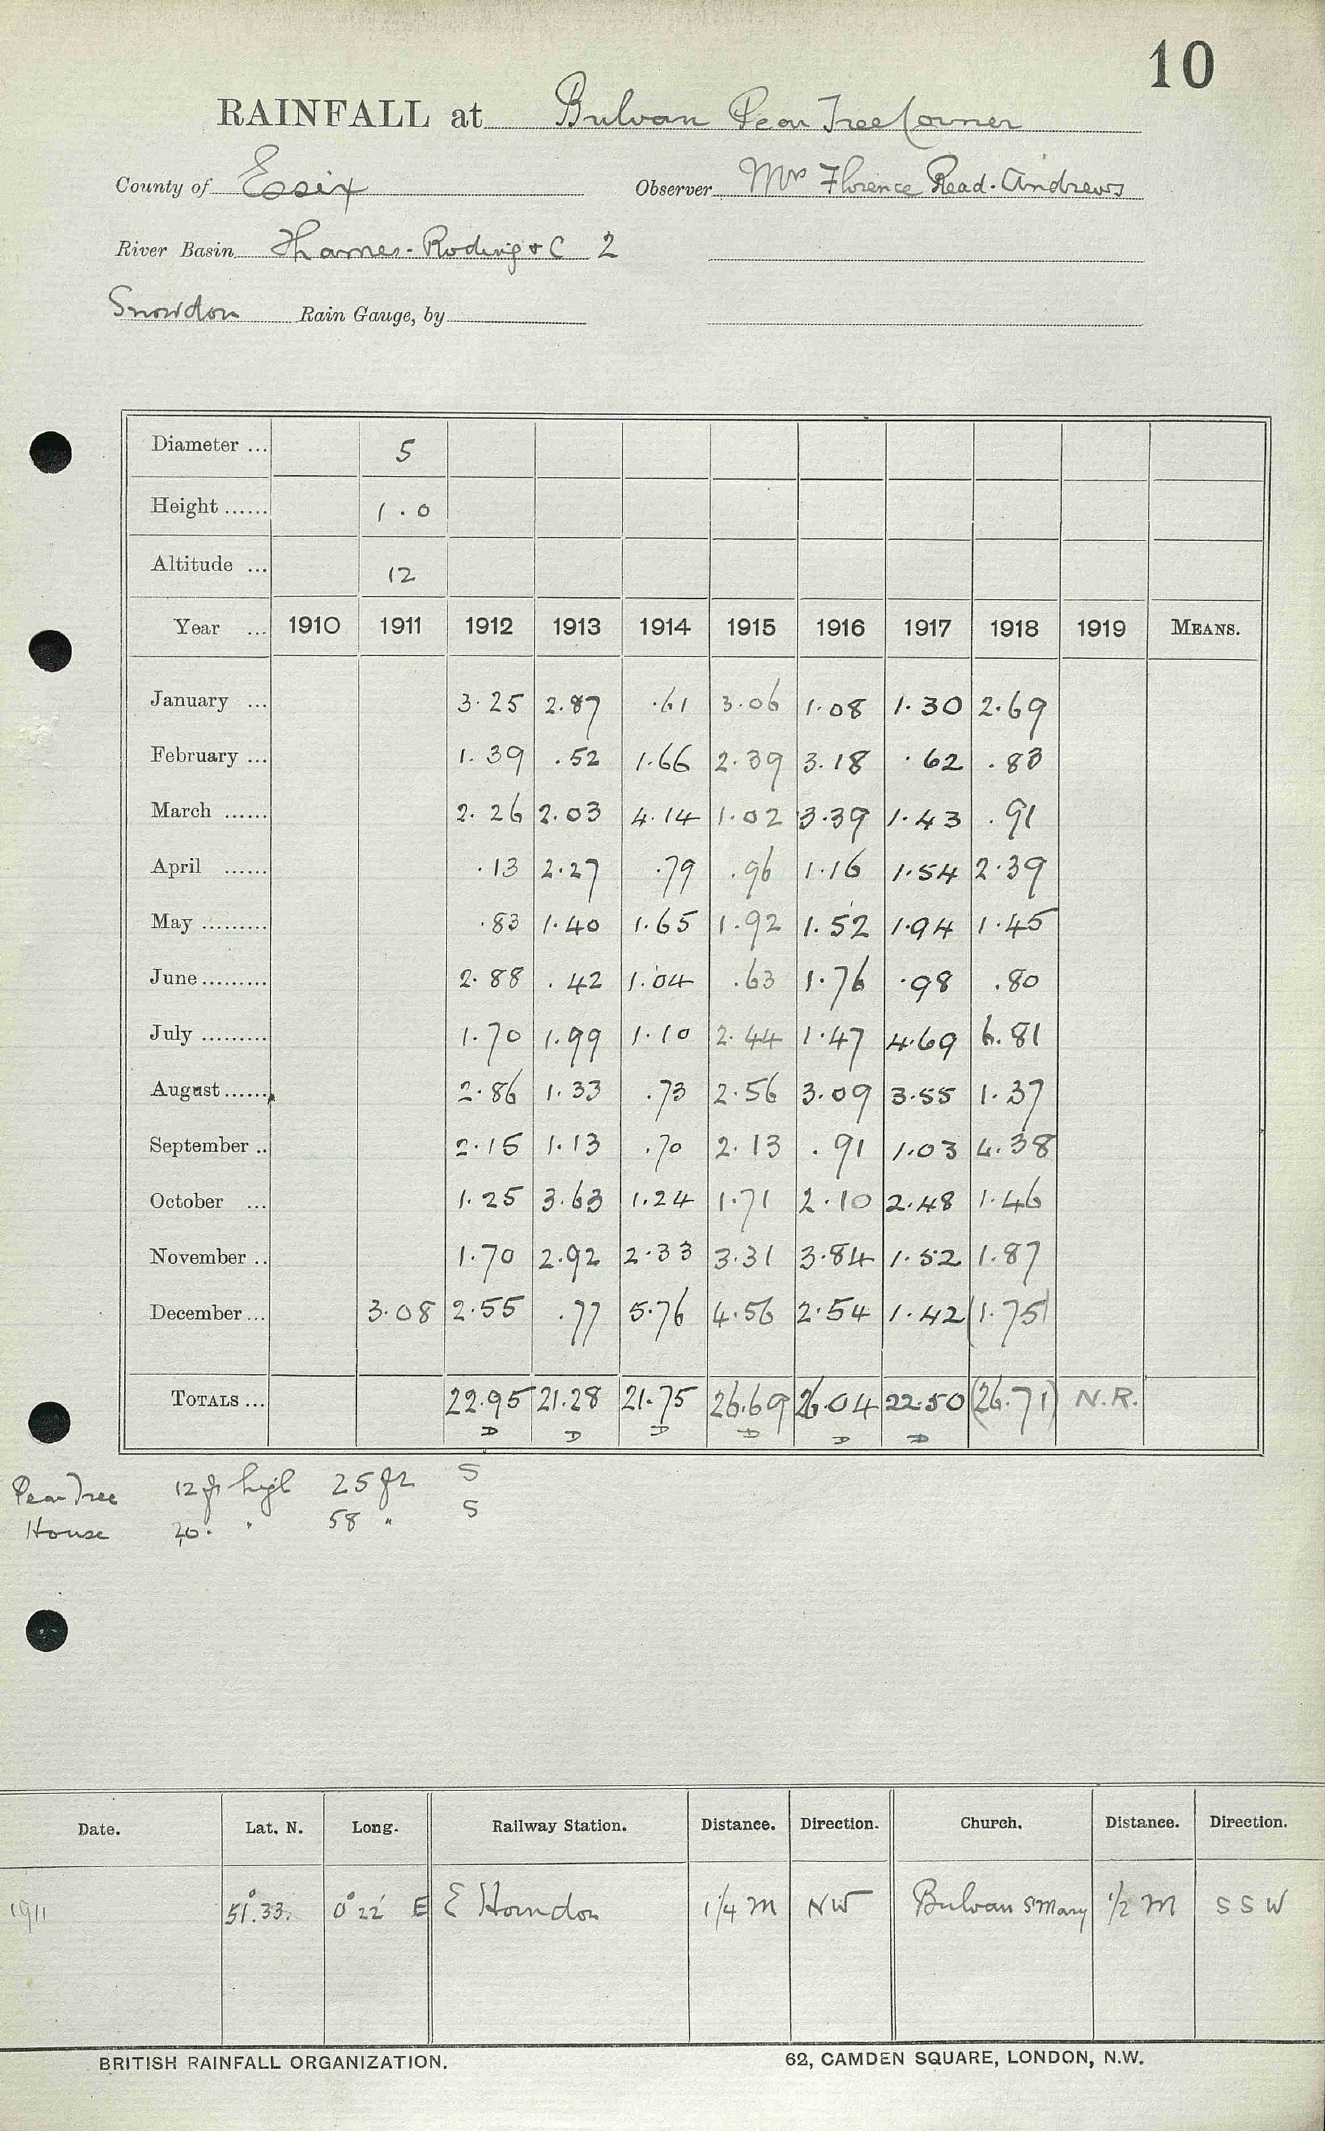 10
RAINFALL at Bulvan Pear Tree Corner
County of Essix Observer Mrs Florence Read-Andrews
River Basin Thames-Roding & C 2
Snowdon Rain Gauge, by
Diameter ... 5
Height ...... 1.0
Altitude ... 12
Year ... 1910 1911 1912 1913 1914 1915 1916 1917 1918 1919 MEANS.
January ... 3.25 2.87 .61 3.06 1.08 1.30 2.69
February ... 1.39 .52 1.66 2.39 3.18 .62 .83
March ...... 2.26 2.03 4.14 1.02 3.39 1.43 .91
April ...... .13 2.27 .79 .96 1.16 1.54 2.39
May ......... .83 1.40 1.65 1.92 1.52 1.94 1.45
June ......... 2.88 .42 1.04 .63 1.76 .98 .80
July ......... 1.70 1.99 1.10 2.44 1.47 4.69 6.81
August ...... 2.86 1.33 .73 2.56 3.09 3.55 1.37
September .. 2.15 1.13 .70 2.13 .91 1.03 4.38
October ... 1.25 3.63 1.24 1.71 2.10 2.48 1.46
November .. 1.70 2.92 2.33 3.31 3.84 1.52 1.87
December ... 3.08 2.55 .77 5.76 4.56 2.54 1.42 (1.75)
TOTALS ... 22.95 21.28 21.75 26.69 26.04 22.50 (26.71) N.R.
D D D D D D
Pear Tree 12 ft high 25 ft S
House 20. " 58 " S
Date. Lat. N. Long. Railway Station. Distance. Direction. Church. Distance. Direction.
1911 51°.33. 0° 22' E E Horndon 1/4 M NW Bulvan St Mary 1/2 M S S W
BRITISH RAINFALL ORGANIZATION. 62, CAMDEN SQUARE, LONDON, N.W.